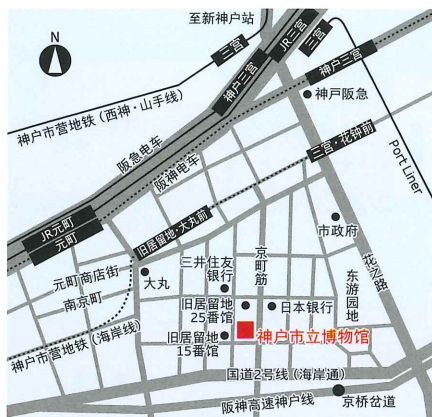 至新神户站
N
三宫
JR三宫
三宫
神户三宫
神户三宫
神戸阪急
神户市营地铁 (西神·山手线)
阪急电车
阪神电车
三宫·花钟前
Port Liner
JR元町
元町
旧居留地·大丸前
市政府
元町商店街
南京町
大丸
三井住友
银行
京町筋
花之路
东游园地
旧居留地
25番馆
日本银行
神户市立博物馆
旧居留地
15番馆
神户市营地铁 (海岸线)
国道2号线 (海岸通)
阪神高速神户线
京桥岔道